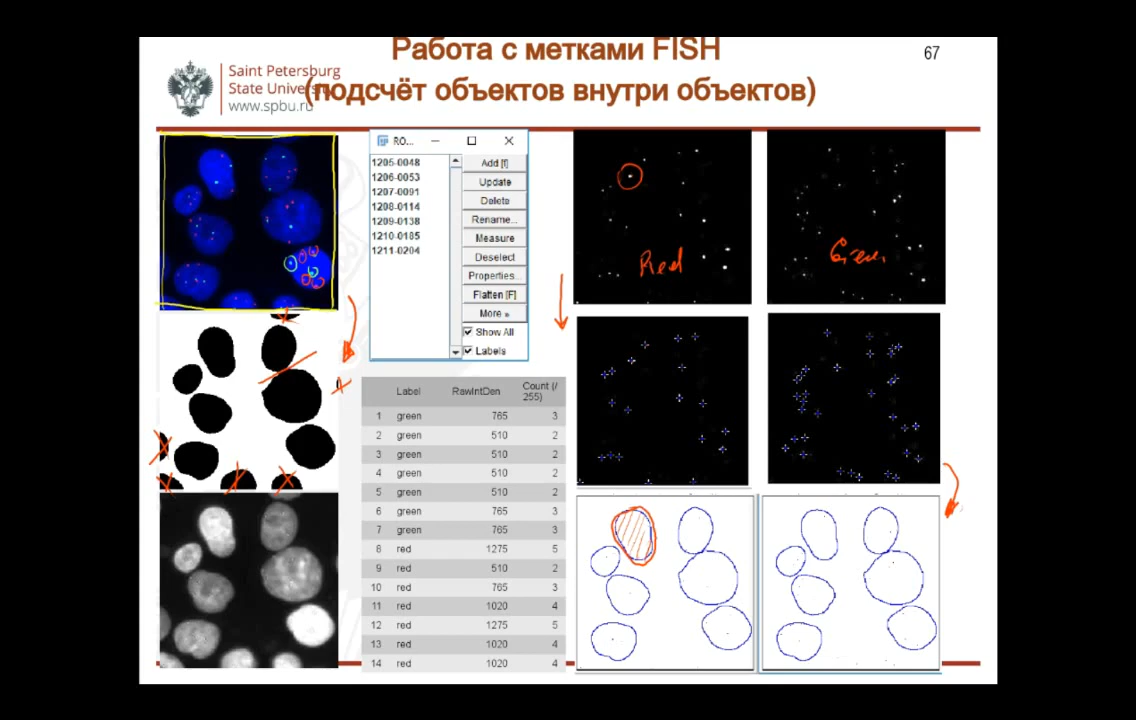 Работа с метками FISH
67
Saint Petersburg
State University
www.spbu.ru
(подсчёт объектов внутри объектов)
RO...
1205-0048
1206-0053
1207-0091
1208-0114
1209-0138
1210-0185
1211-0204
Add [t]
Update
Delete
Rename...
Measure
Deselect
Properties...
Flatten [F]
More »
Show All
Labels
Red
Green
Label RawIntDen Count (/
255)
1 green 765 3
2 green 510 2
3 green 510 2
4 green 510 2
5 green 510 2
6 green 765 3
7 green 765 3
8 red 1275 5
9 red 510 2
10 red 765 3
11 red 1020 4
12 red 1275 5
13 red 1020 4
14 red 1020 4